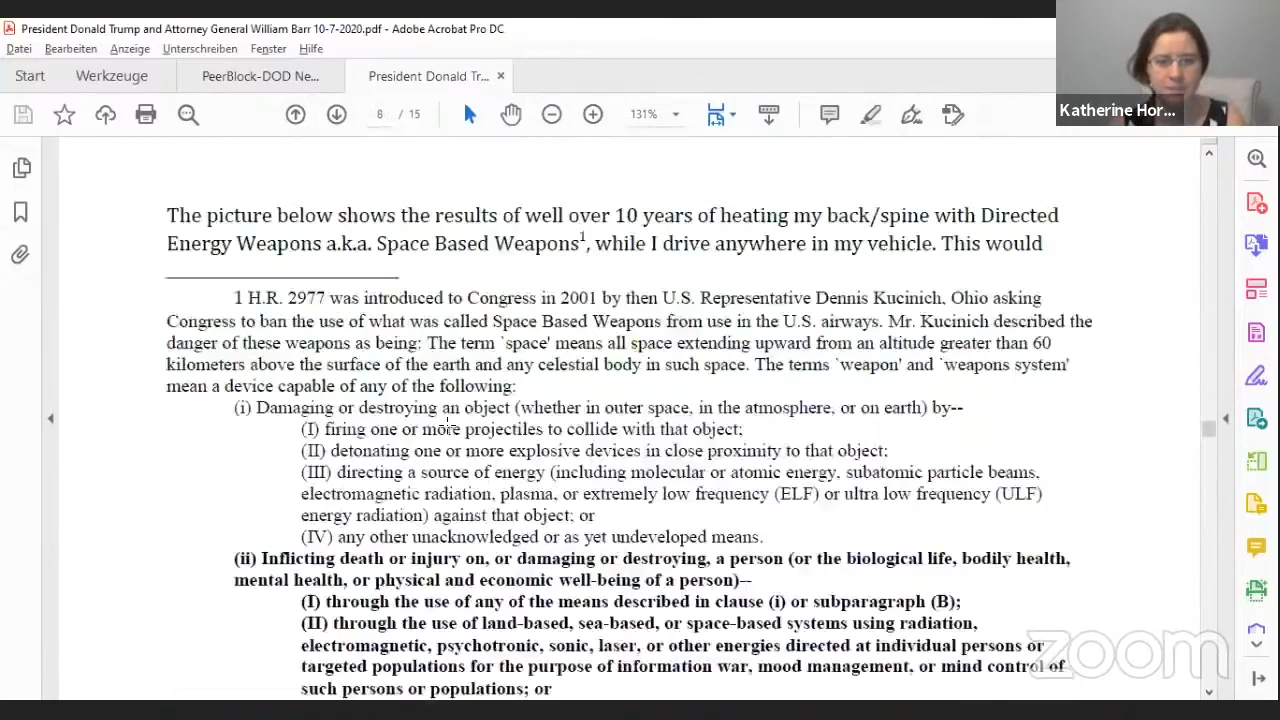 President Donald Trump and Attorney General William Barr 10-7-2020.pdf - Adobe Acrobat Pro DC
Datei Bearbeiten Anzeige Unterschreiben Fenster Hilfe
Start Werkzeuge PeerBlock-DOD Ne... President Donald Tr... ×
8 / 15 131%
Katherine Hor...
The picture below shows the results of well over 10 years of heating my back/spine with Directed
Energy Weapons a.k.a. Space Based Weapons1, while I drive anywhere in my vehicle. This would
1 H.R. 2977 was introduced to Congress in 2001 by then U.S. Representative Dennis Kucinich, Ohio asking
Congress to ban the use of what was called Space Based Weapons from use in the U.S. airways. Mr. Kucinich described the
danger of these weapons as being: The term `space' means all space extending upward from an altitude greater than 60
kilometers above the surface of the earth and any celestial body in such space. The terms `weapon' and `weapons system'
mean a device capable of any of the following:
(i) Damaging or destroying an object (whether in outer space, in the atmosphere, or on earth) by--
(I) firing one or more projectiles to collide with that object;
(II) detonating one or more explosive devices in close proximity to that object;
(III) directing a source of energy (including molecular or atomic energy, subatomic particle beams,
electromagnetic radiation, plasma, or extremely low frequency (ELF) or ultra low frequency (ULF)
energy radiation) against that object; or
(IV) any other unacknowledged or as yet undeveloped means.
(ii) Inflicting death or injury on, or damaging or destroying, a person (or the biological life, bodily health,
mental health, or physical and economic well-being of a person)--
(I) through the use of any of the means described in clause (i) or subparagraph (B);
(II) through the use of land-based, sea-based, or space-based systems using radiation,
electromagnetic, psychotronic, sonic, laser, or other energies directed at individual persons or
targeted populations for the purpose of information war, mood management, or mind control of
such persons or populations; or
zoom